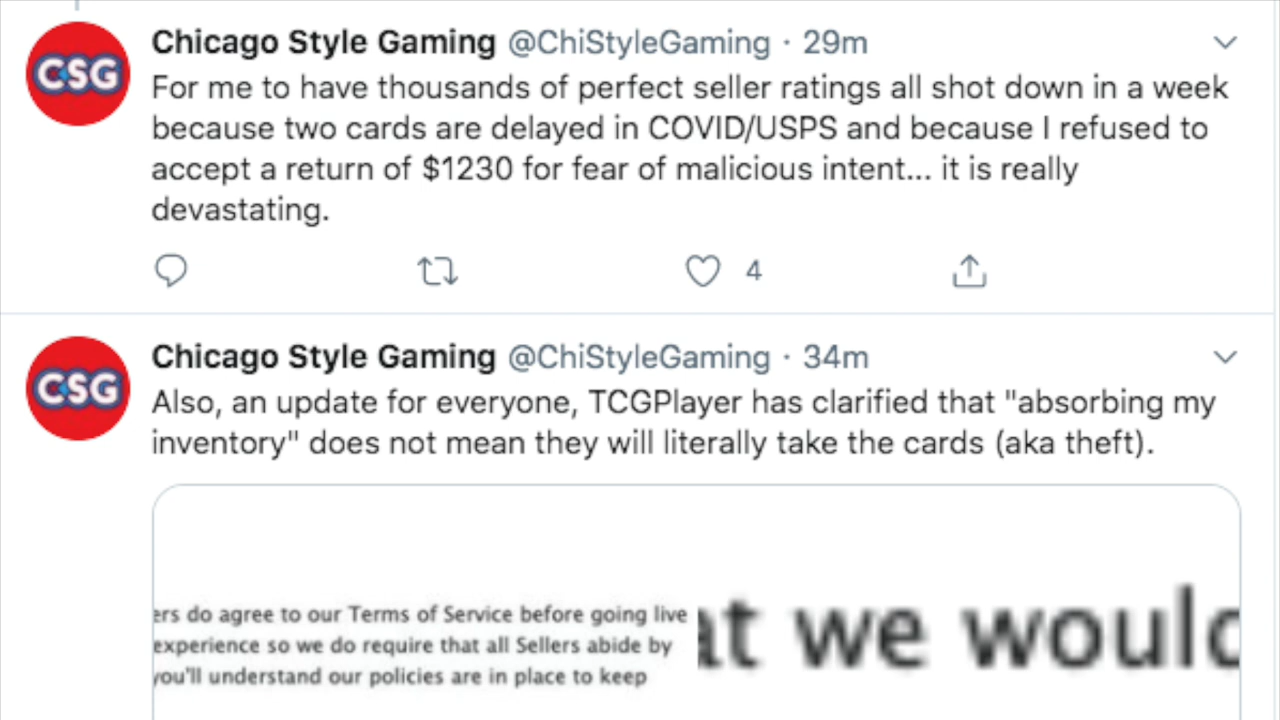 Chicago Style Gaming @ChiStyleGaming · 29m
CSG
For me to have thousands of perfect seller ratings all shot down in a week
because two cards are delayed in COVID/USPS and because I refused to
accept a return of $1230 for fear of malicious intent... it is really
devastating.
4
Chicago Style Gaming @ChiStyleGaming · 34m
CSG
Also, an update for everyone, TCGPlayer has clarified that "absorbing my
inventory" does not mean they will literally take the cards (aka theft).
ers do agree to our Terms of Service before going live
experience so we do require that all Sellers abide by
you'll understand our policies are in place to keep
at we would